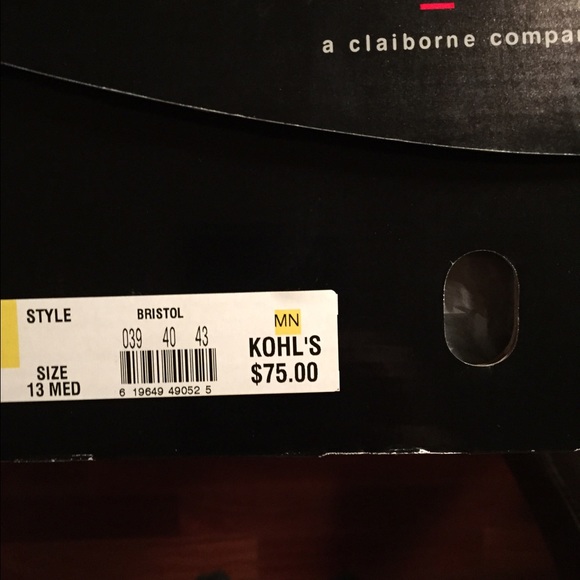 a claiborne compa
STYLE
BRISTOL
MN
039 40 43
KOHL'S
SIZE
13 MED
$75.00
6 19649 49052 5